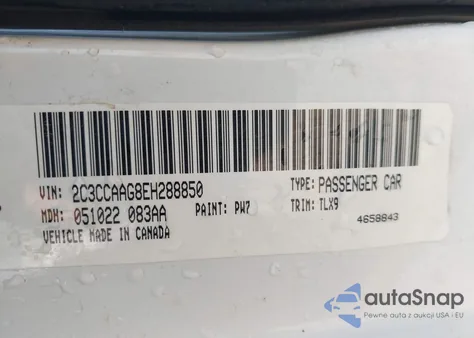 VIN: 2C3CCAAG8EH288850 TYPE: PASSENGER CAR
MDH: 051022 083AA PAINT: PW7 TRIM: TLX9
VEHICLE MADE IN CANADA 4658843
autoSnap
Pewne auta z aukcji USA i EU